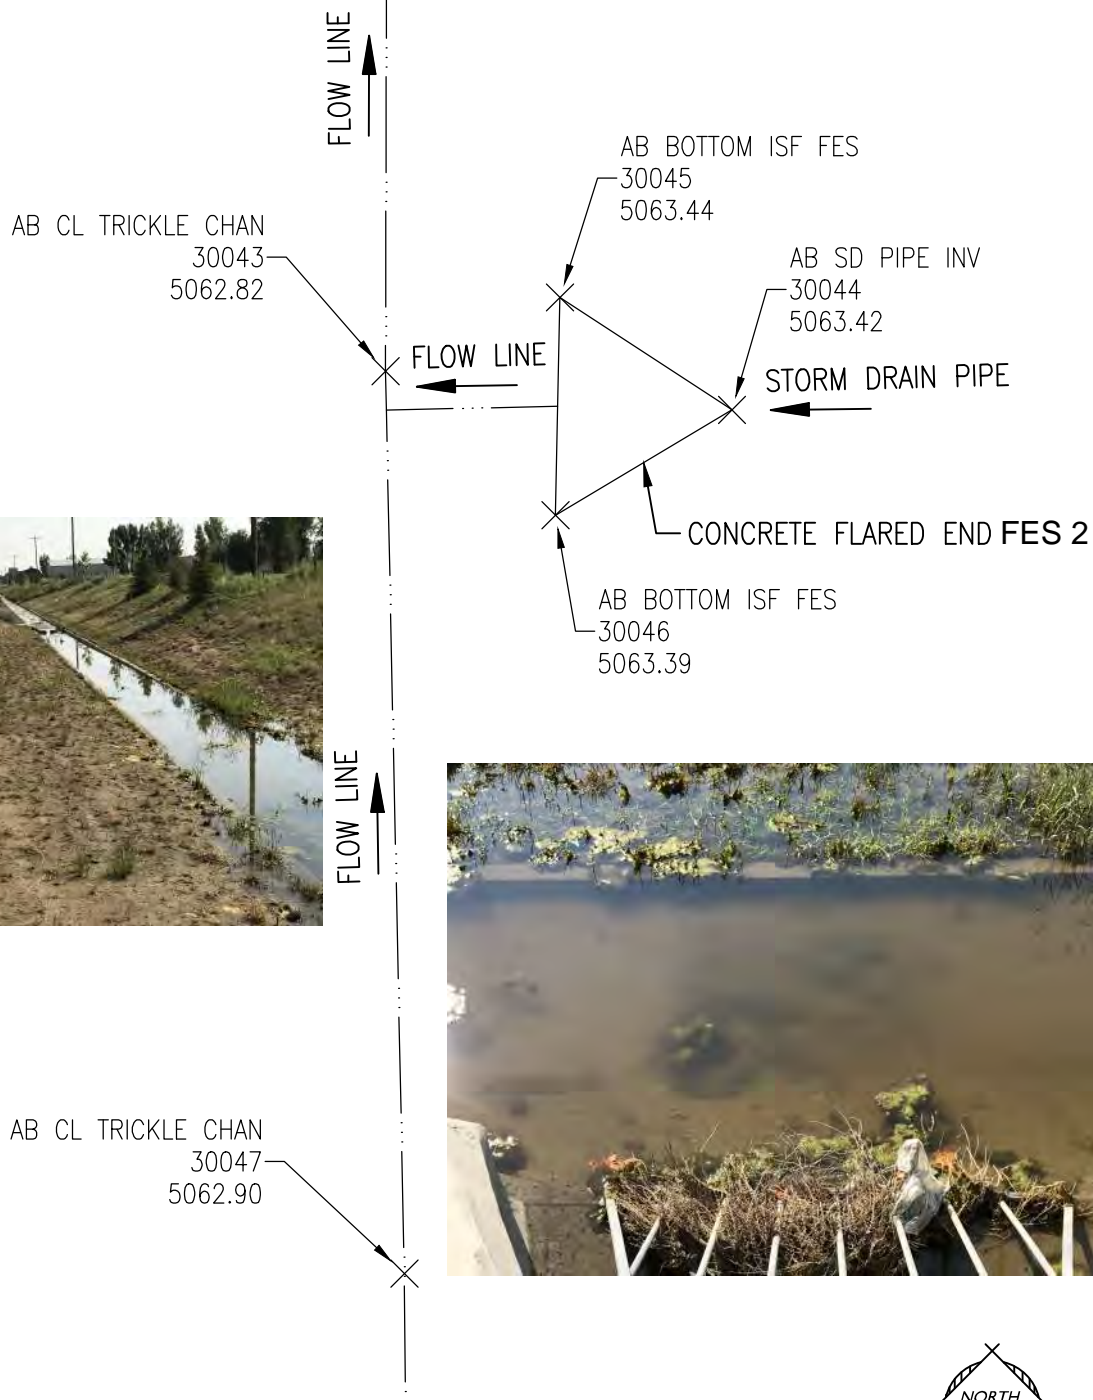 FLOW LINE
AB BOTTOM ISF FES
30045
5063.44
AB CL TRICKLE CHAN
30043
5062.82
AB SD PIPE INV
30044
5063.42
FLOW LINE
STORM DRAIN PIPE
CONCRETE FLARED END FES 2
AB BOTTOM ISF FES
30046
5063.39
FLOW LINE
AB CL TRICKLE CHAN
30047
5062.90
NORTH